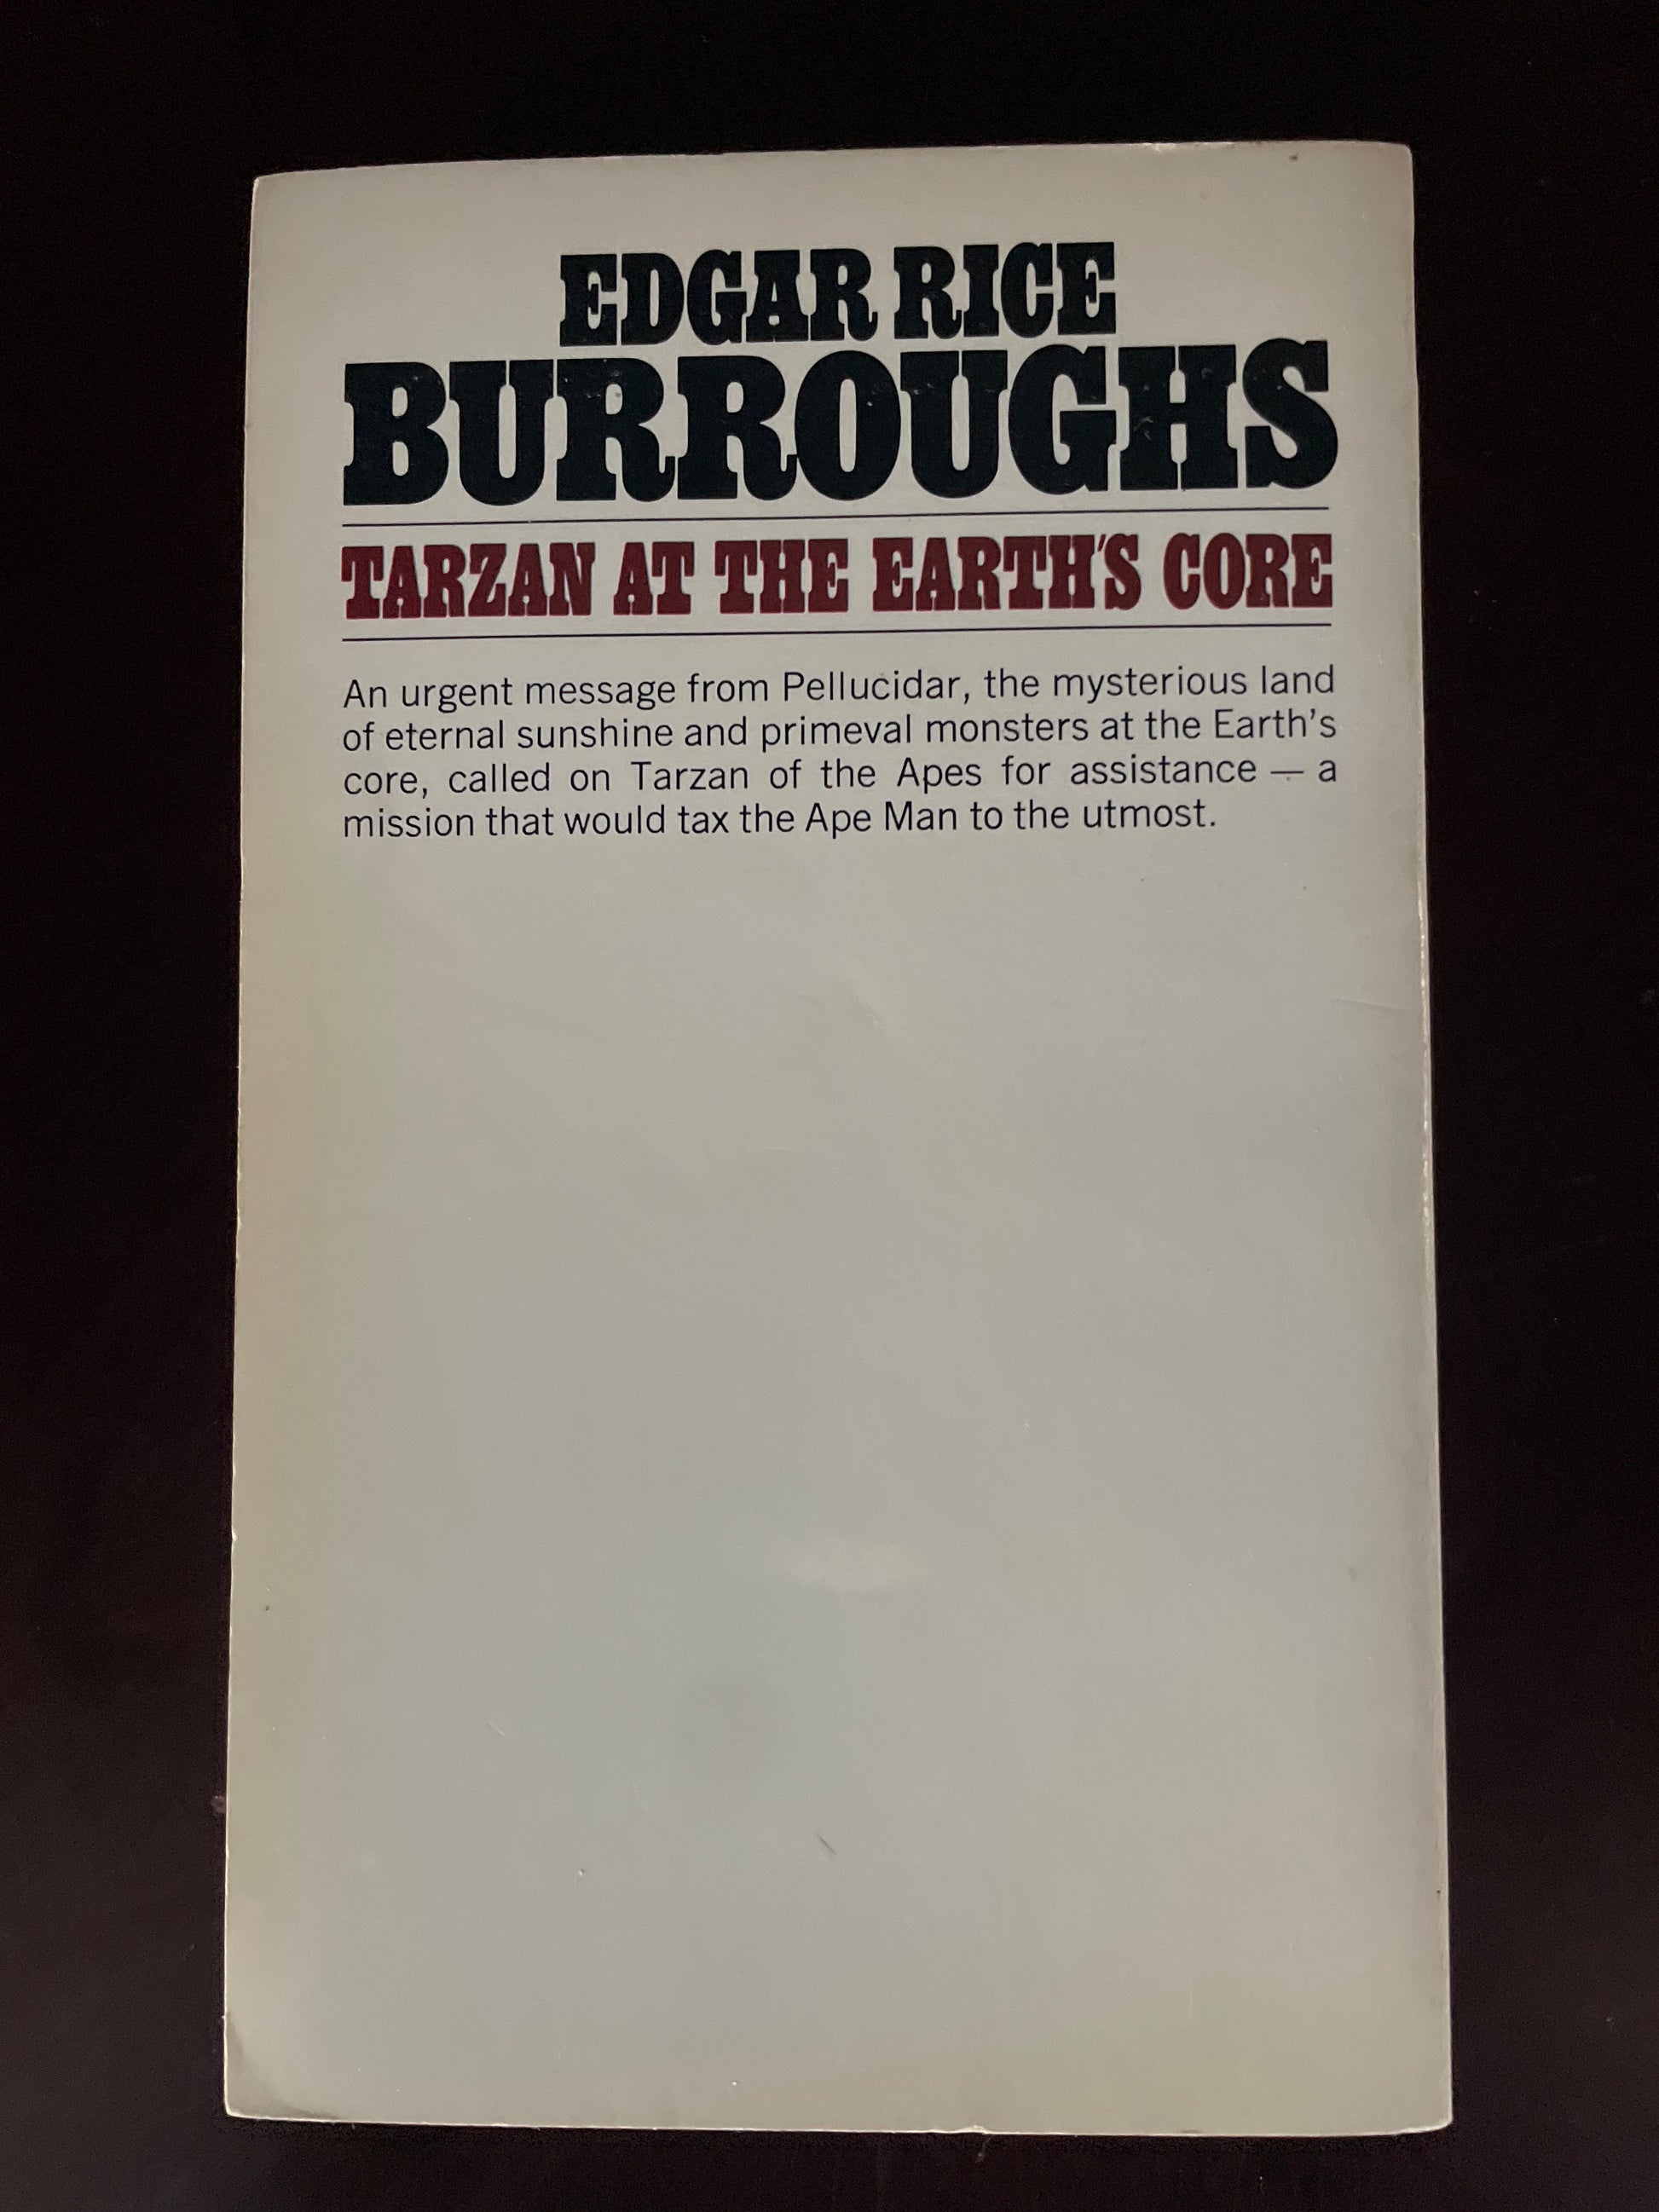 EDGAR RICE
BURROUGHS
TARZAN AT THE EARTH'S CORE
An urgent message from Pellucidar, the mysterious land
of eternal sunshine and primeval monsters at the Earth's
core, called on Tarzan of the Apes for assistance — a
mission that would tax the Ape Man to the utmost.